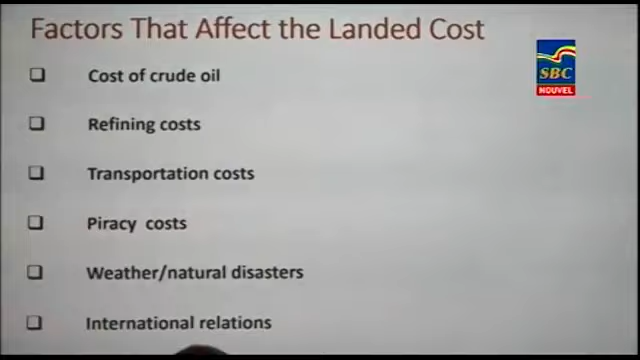 Factors That Affect the Landed Cost
Cost of crude oil
Refining costs
Transportation costs
Piracy costs
Weather/natural disasters
International relations
SBC
NOUVEL